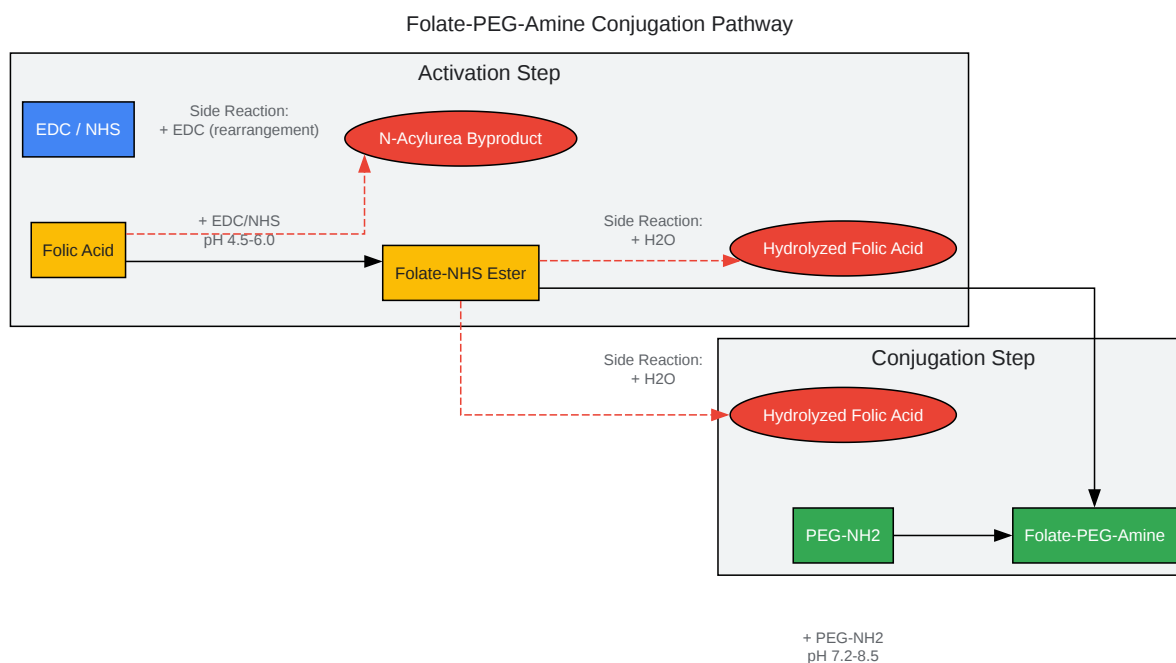 Folate-PEG-Amine Conjugation Pathway
Activation Step
EDC / NHS
Side Reaction:
+ EDC (rearrangement)
N-Acylurea Byproduct
Folic Acid
+ EDC/NHS
pH 4.5-6.0
Folate-NHS Ester
Side Reaction:
+ H2O
Hydrolyzed Folic Acid
Conjugation Step
Side Reaction:
+ H2O
Hydrolyzed Folic Acid
PEG-NH2
Folate-PEG-Amine
+ PEG-NH2
pH 7.2-8.5